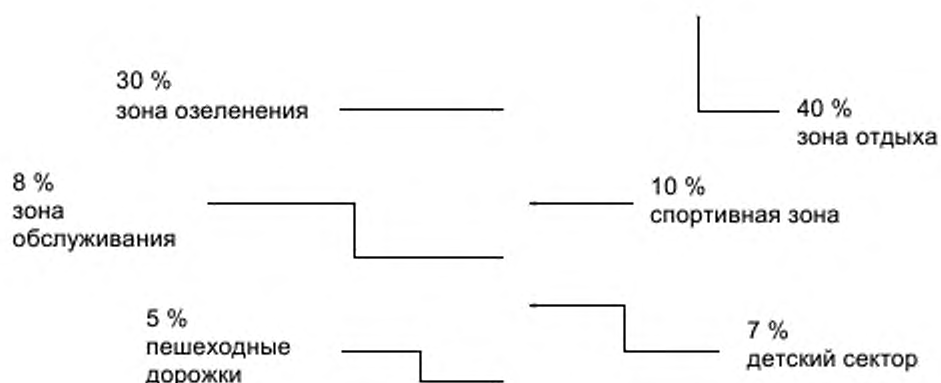 30 %
зона озеленения
40 %
зона отдыха
8 %
зона
обслуживания
10 %
спортивная зона
5 %
пешеходные
дорожки
7 %
детский сектор